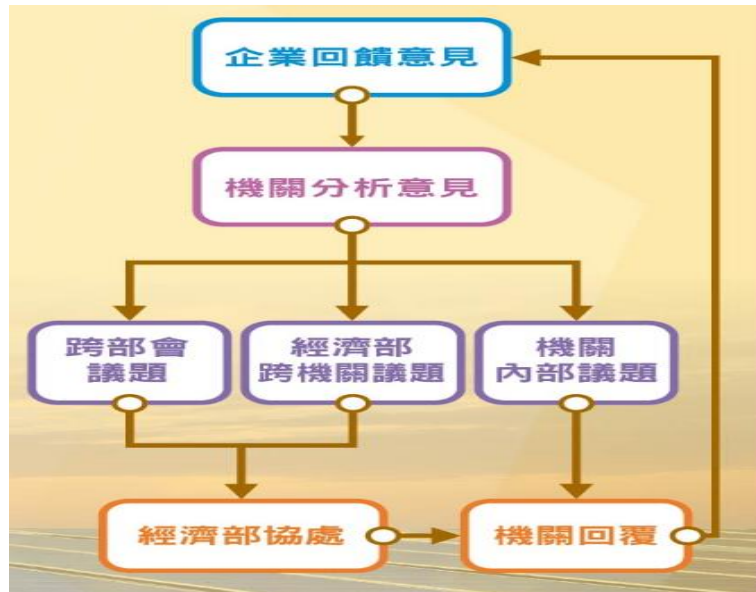 企業回饋意見
機關分析意見
跨部會
議題
經濟部
跨機關議題
機關
內部議題
經濟部協處
機關回覆